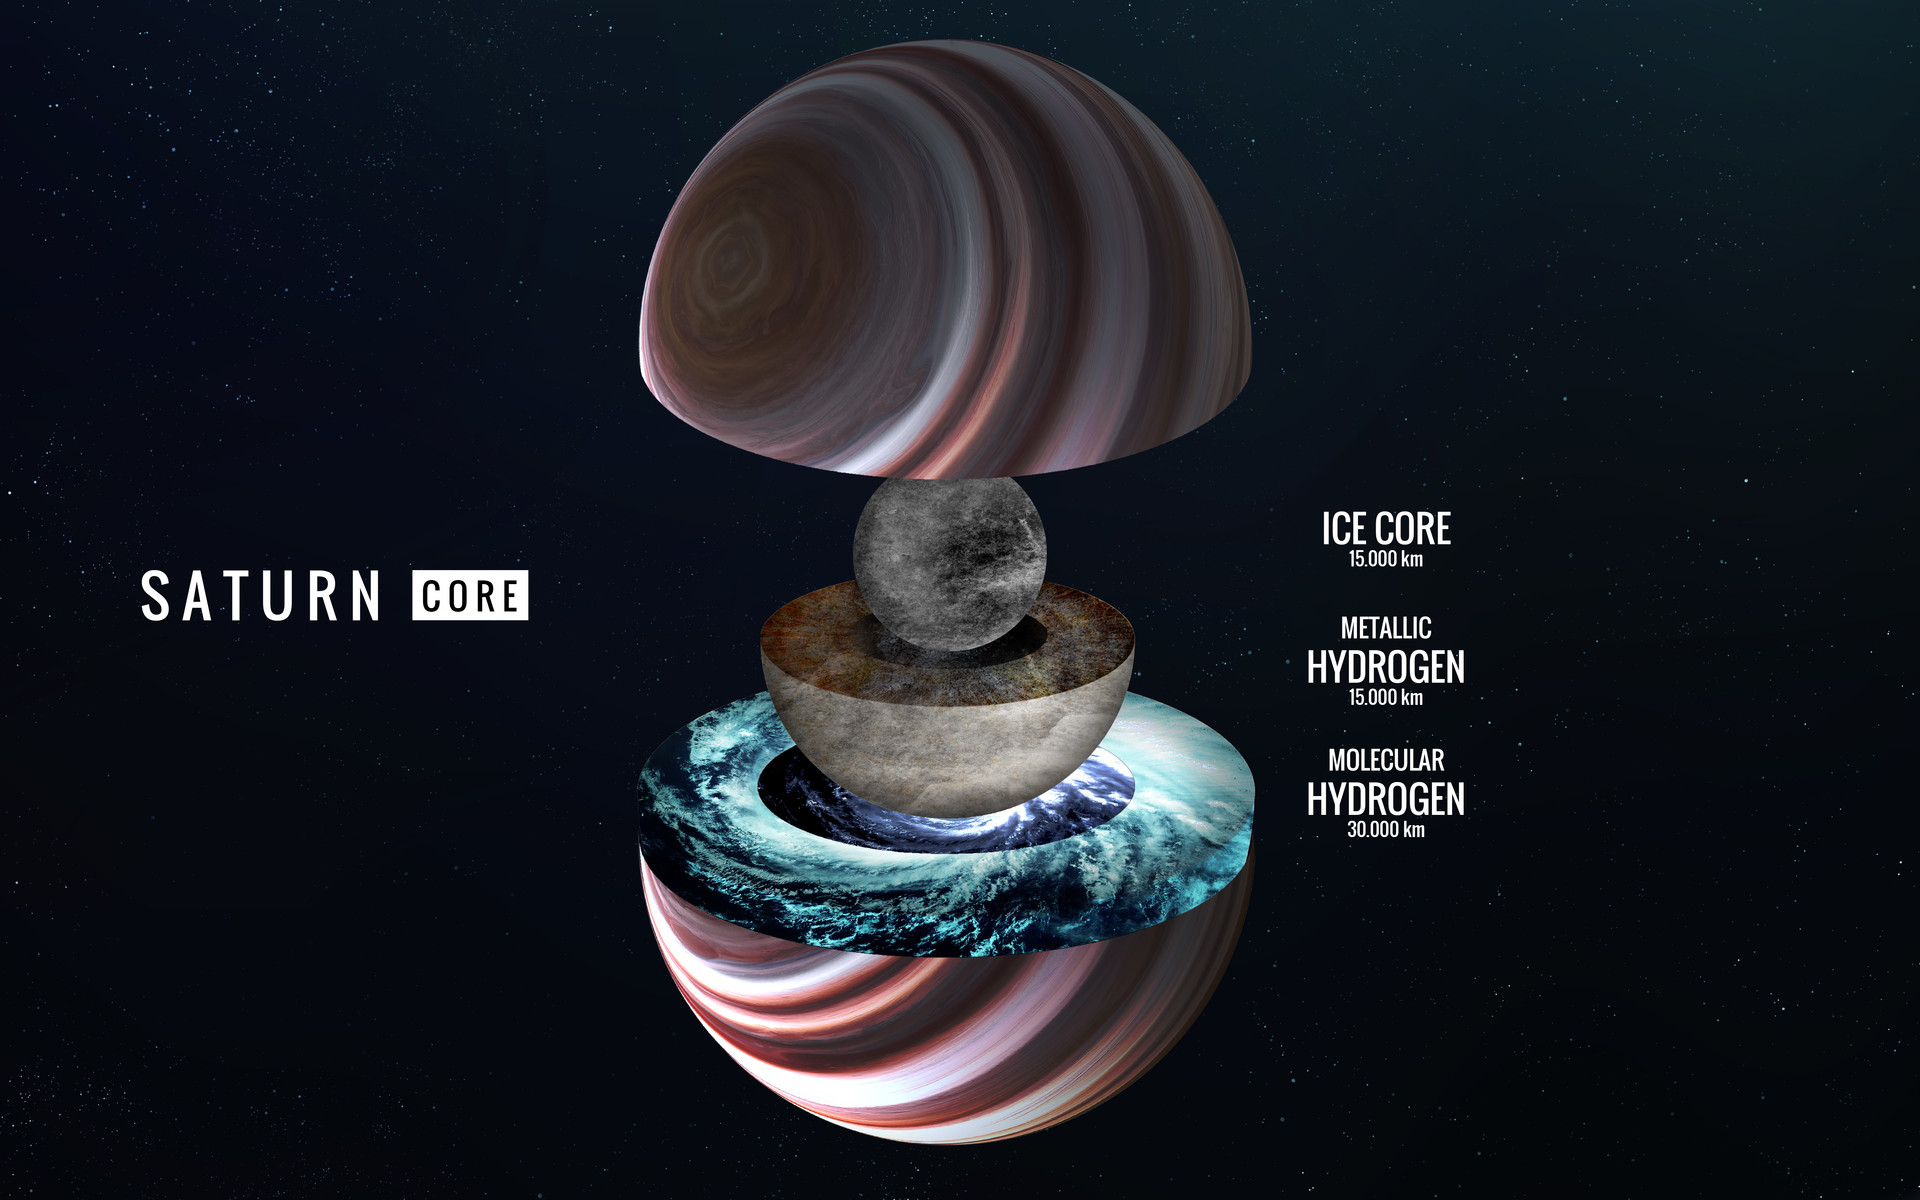 SATURN CORE
ICE CORE
15.000 km
METALLIC
HYDROGEN
15.000 km
MOLECULAR
HYDROGEN
30.000 km